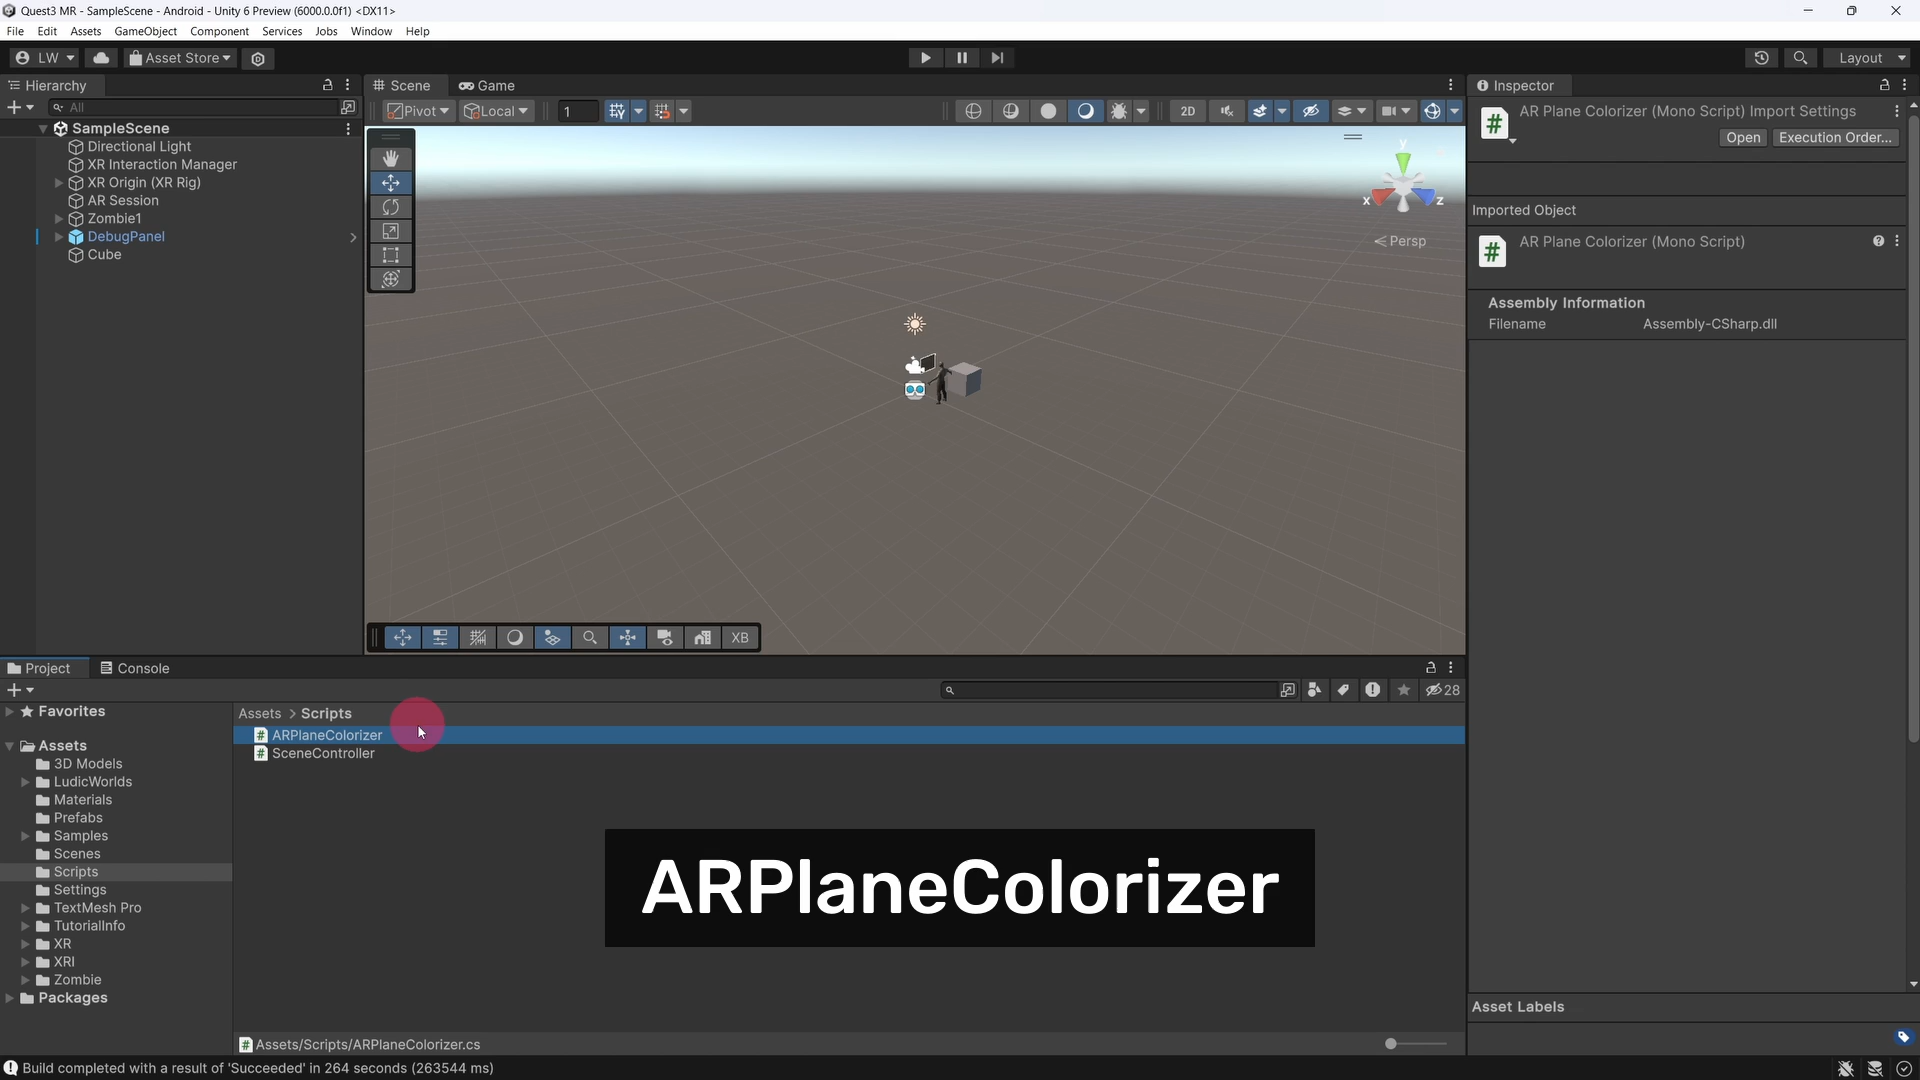 Quest3 MR - SampleScene - Android - Unity 6 Preview (6000.0.0f1) <DX11>
File Edit Assets GameObject Component Services Jobs Window Help
LW Asset Store Layout
Hierarchy
All
SampleScene
Directional Light
XR Interaction Manager
XR Origin (XR Rig)
AR Session
Zombie1
DebugPanel
Cube
Scene Game
Pivot Local 1 2D
y
x z
Persp
XB
Inspector
AR Plane Colorizer (Mono Script) Import Settings
Open Execution Order...
Imported Object
AR Plane Colorizer (Mono Script)
Assembly Information
Filename Assembly-CSharp.dll
Project Console
28
Favorites
Assets
3D Models
LudicWorlds
Materials
Prefabs
Samples
Scenes
Scripts
Settings
TextMesh Pro
TutorialInfo
XR
XRI
Zombie
Packages
Assets > Scripts
ARPlaneColorizer
SceneController
ARPlaneColorizer
Assets/Scripts/ARPlaneColorizer.cs
Asset Labels
Build completed with a result of 'Succeeded' in 264 seconds (263544 ms)